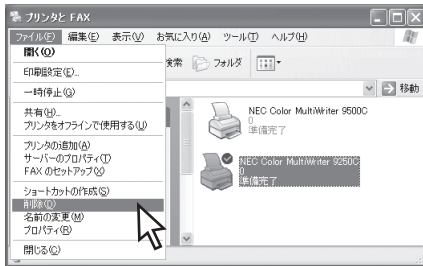 プリンタと FAX
ファイル(F) 編集(E) 表示(V) お気に入り(A) ツール(T) ヘルプ(H)
開く(O)
印刷設定(E)...
一時停止(G)
共有(H)...
プリンタをオフラインで使用する(U)
プリンタの追加(A)
サーバーのプロパティ(T)
FAX のセットアップ(X)
ショートカットの作成(S)
削除(D)
名前の変更(M)
プロパティ(R)
閉じる(C)
検索 フォルダ
移動
NEC Color MultiWriter 9500C
0
準備完了
NEC Color MultiWriter 9250C
0
準備完了